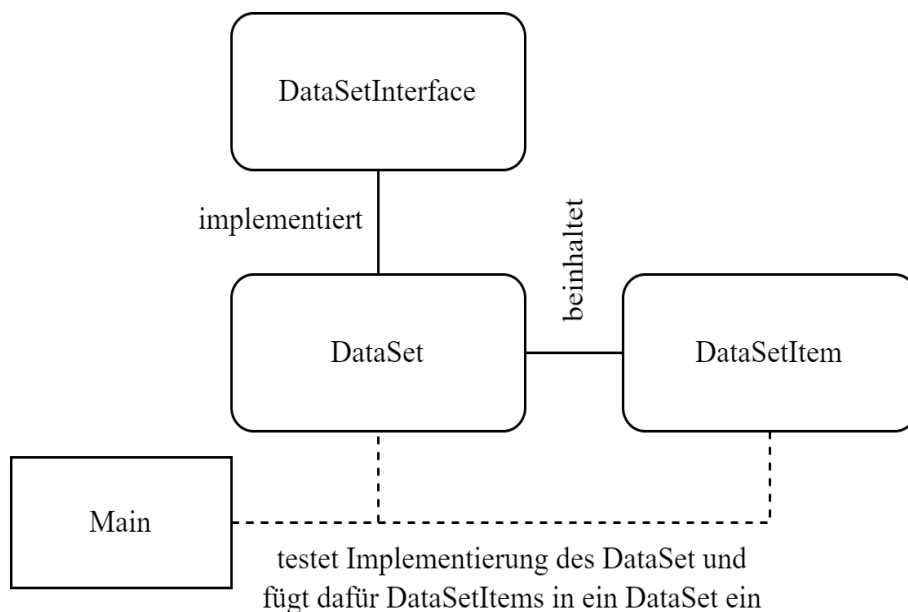 DataSetInterface
implementiert
beinhaltet
DataSet
DataSetItem
Main
testet Implementierung des DataSet und
fügt dafür DataSetItems in ein DataSet ein